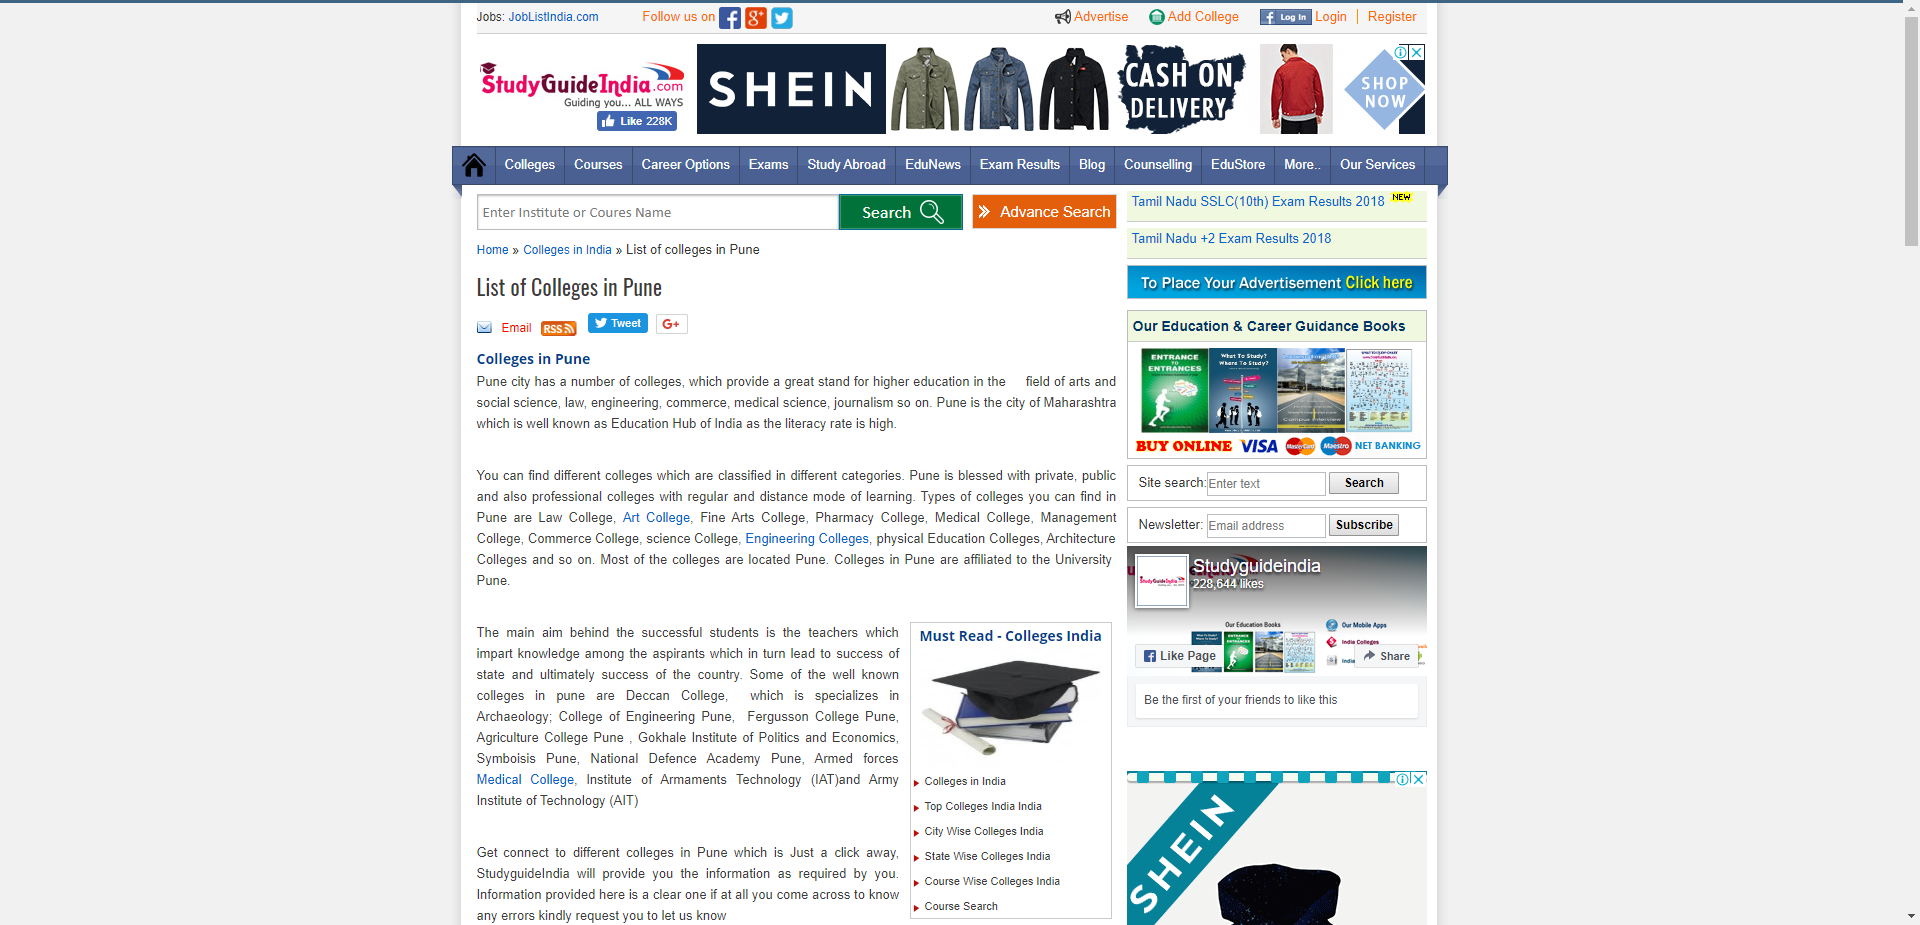 Jobs: JobListIndia.com
Follow us on
Advertise
Add College
Log In Login | Register
StudyGuideIndia.com
Guiding you... ALL WAYS
Like 228K
SHEIN
CASH ON
DELIVERY
SHOP
NOW
Colleges
Courses
Career Options
Exams
Study Abroad
EduNews
Exam Results
Blog
Counselling
EduStore
More..
Our Services
Enter Institute or Coures Name
Search
Advance Search
Home » Colleges in India » List of colleges in Pune
List of Colleges in Pune
Email
RSS
Tweet
G+
Colleges in Pune
Pune city has a number of colleges, which provide a great stand for higher education in the field of arts and
social science, law, engineering, commerce, medical science, journalism so on. Pune is the city of Maharashtra
which is well known as Education Hub of India as the literacy rate is high.
You can find different colleges which are classified in different categories. Pune is blessed with private, public
and also professional colleges with regular and distance mode of learning. Types of colleges you can find in
Pune are Law College, Art College, Fine Arts College, Pharmacy College, Medical College, Management
College, Commerce College, science College, Engineering Colleges, physical Education Colleges, Architecture
Colleges and so on. Most of the colleges are located Pune. Colleges in Pune are affiliated to the University
Pune.
The main aim behind the successful students is the teachers which
impart knowledge among the aspirants which in turn lead to success of
state and ultimately success of the country. Some of the well known
colleges in pune are Deccan College, which is specializes in
Archaeology; College of Engineering Pune, Fergusson College Pune,
Agriculture College Pune , Gokhale Institute of Politics and Economics,
Symboisis Pune, National Defence Academy Pune, Armed forces
Medical College, Institute of Armaments Technology (IAT)and Army
Institute of Technology (AIT)
Get connect to different colleges in Pune which is Just a click away,
StudyguideIndia will provide you the information as required by you.
Information provided here is a clear one if at all you come across to know
any errors kindly request you to let us know
Must Read - Colleges India
Colleges in India
Top Colleges India India
City Wise Colleges India
State Wise Colleges India
Course Wise Colleges India
Course Search
Tamil Nadu SSLC(10th) Exam Results 2018 NEW
Tamil Nadu +2 Exam Results 2018
To Place Your Advertisement Click here
Our Education & Career Guidance Books
ENTRANCE
TO
ENTRANCES
What To Study?
Where To Study?
BUY ONLINE VISA MasterCard Maestro NET BANKING
Site search: Enter text Search
Newsletter: Email address Subscribe
Studyguideindia
228,644 likes
Our Education Books
Our Mobile Apps
India Colleges
Like Page
Share
Be the first of your friends to like this
SHEIN